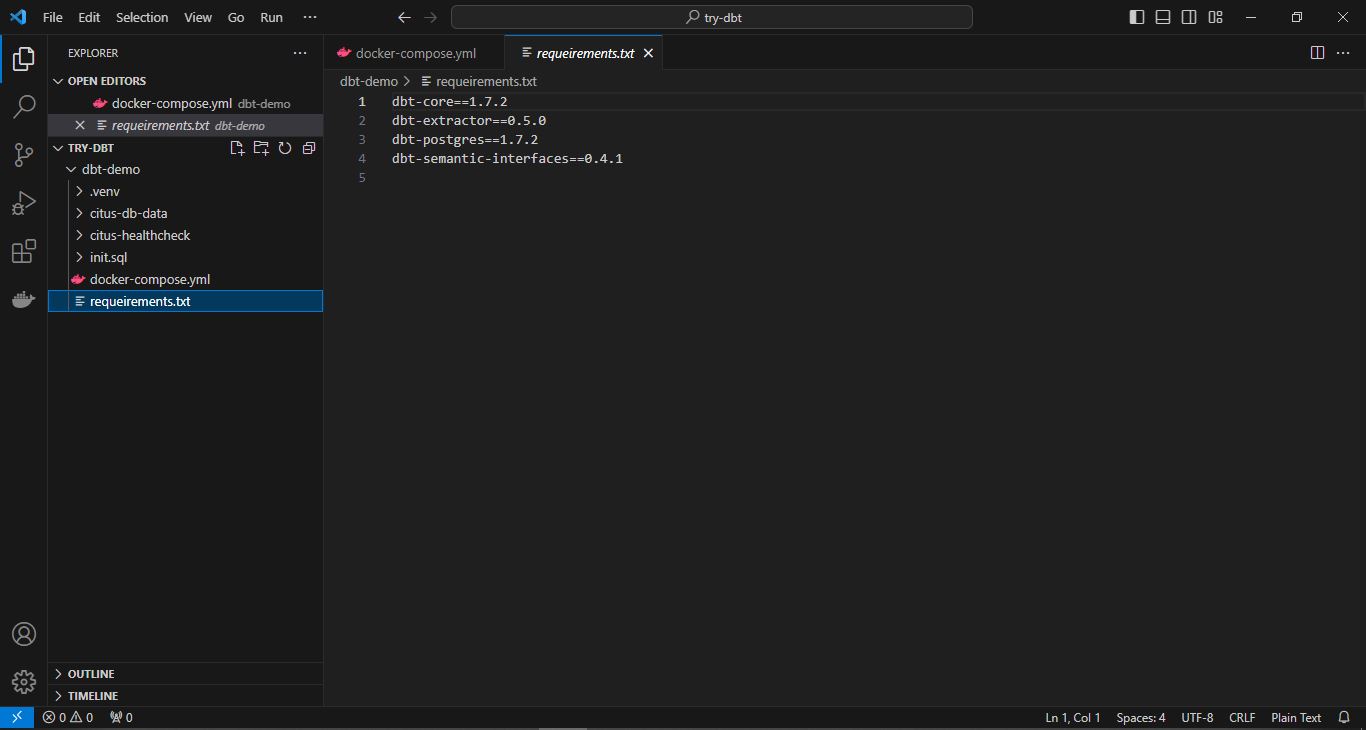 File Edit Selection View Go Run ···
try-dbt
EXPLORER ···
OPEN EDITORS
docker-compose.yml dbt-demo
requeirements.txt dbt-demo
TRY-DBT
dbt-demo
.venv
citus-db-data
citus-healthcheck
init.sql
docker-compose.yml
requeirements.txt
OUTLINE
TIMELINE
docker-compose.yml
requeirements.txt
dbt-demo > requeirements.txt
1 dbt-core==1.7.2
2 dbt-extractor==0.5.0
3 dbt-postgres==1.7.2
4 dbt-semantic-interfaces==0.4.1
5
0 0 0 Ln 1, Col 1 Spaces: 4 UTF-8 CRLF Plain Text